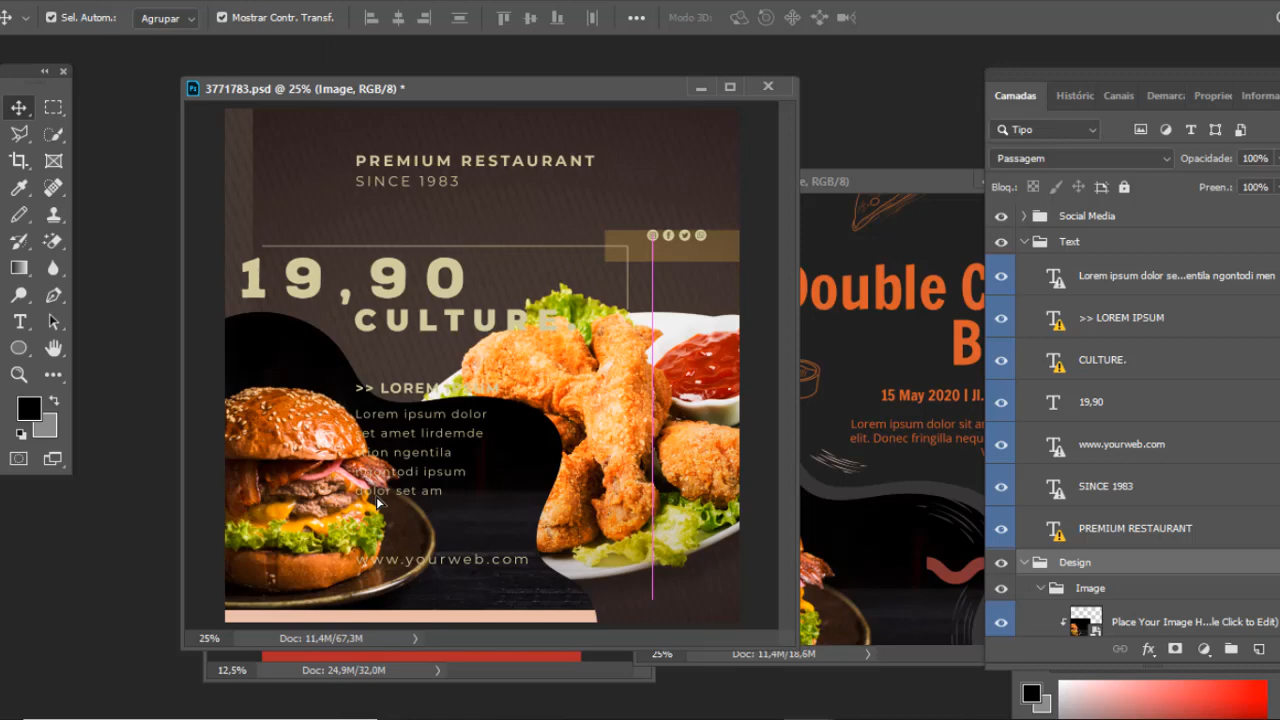 Sel. Autom.:
Agrupar
Mostrar Contr. Transf.
Modo 3D:
3771783.psd @ 25% (Image, RGB/8) *
PREMIUM RESTAURANT
SINCE 1983
19,90
CULTURE.
>> LOREM
Lorem ipsum dolor
et amet lirdemde
ngentila
ngontodi ipsum
dolor set am
www.yourweb.com
25%
Doc: 11,4M/67,3M
12,5%
Doc: 24,9M/32,0M
e, RGB/8)
Double C
B
15 May 2020 | Jl.
Lorem ipsum dolor sit a
elit. Donec fringilla nequ
25%
Doc: 11,4M/18,6M
Camadas
Históric
Canais
Demarca
Proprie
Informa
Tipo
Passagem
Opacidade: 100%
Bloq.:
Preen.: 100%
Social Media
Text
Lorem ipsum dolor se...entila ngontodi men
>> LOREM IPSUM
CULTURE.
19,90
www.yourweb.com
SINCE 1983
PREMIUM RESTAURANT
Design
Image
Place Your Image H...le Click to Edit)
fx